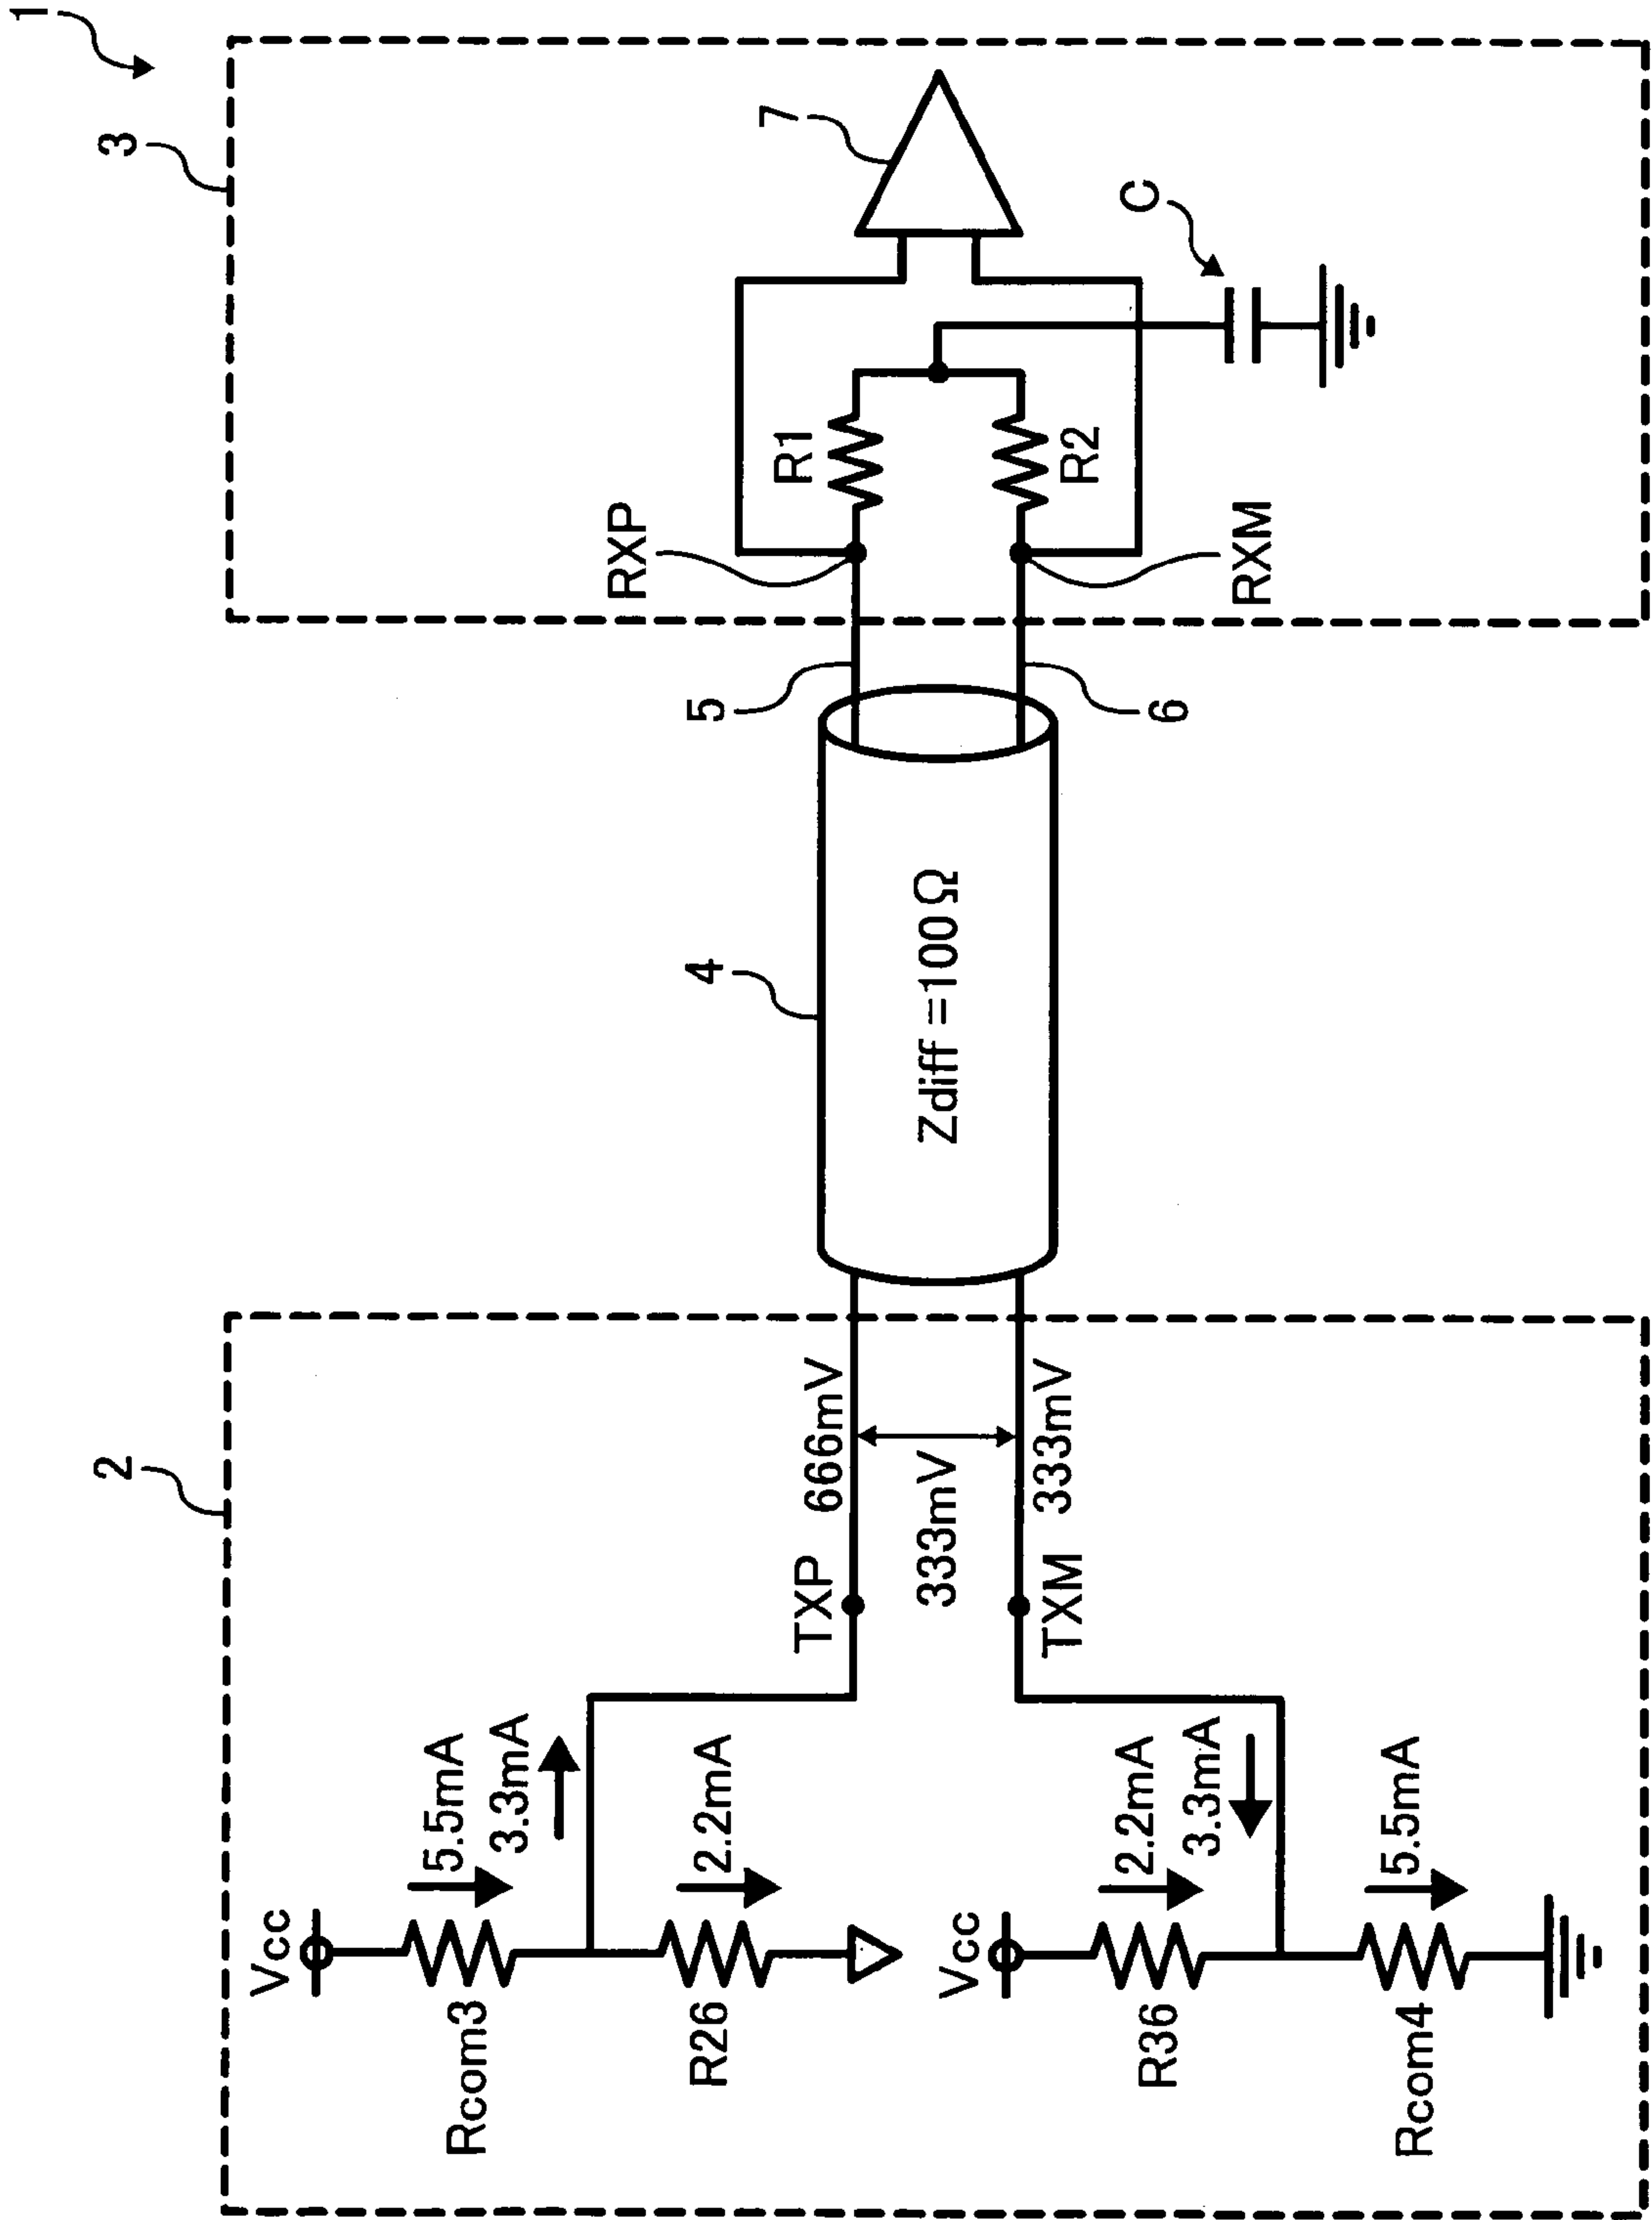 1
2
3
Vcc
5.5mA
3.3mA
Rcom3
2.2mA
R26
Vcc
2.2mA
3.3mA
R36
5.5mA
Rcom4
TXP
666mV
333mV
TXM
333mV
4
Zdiff =100Ω
5
6
RXP
RXM
R1
R2
7
C